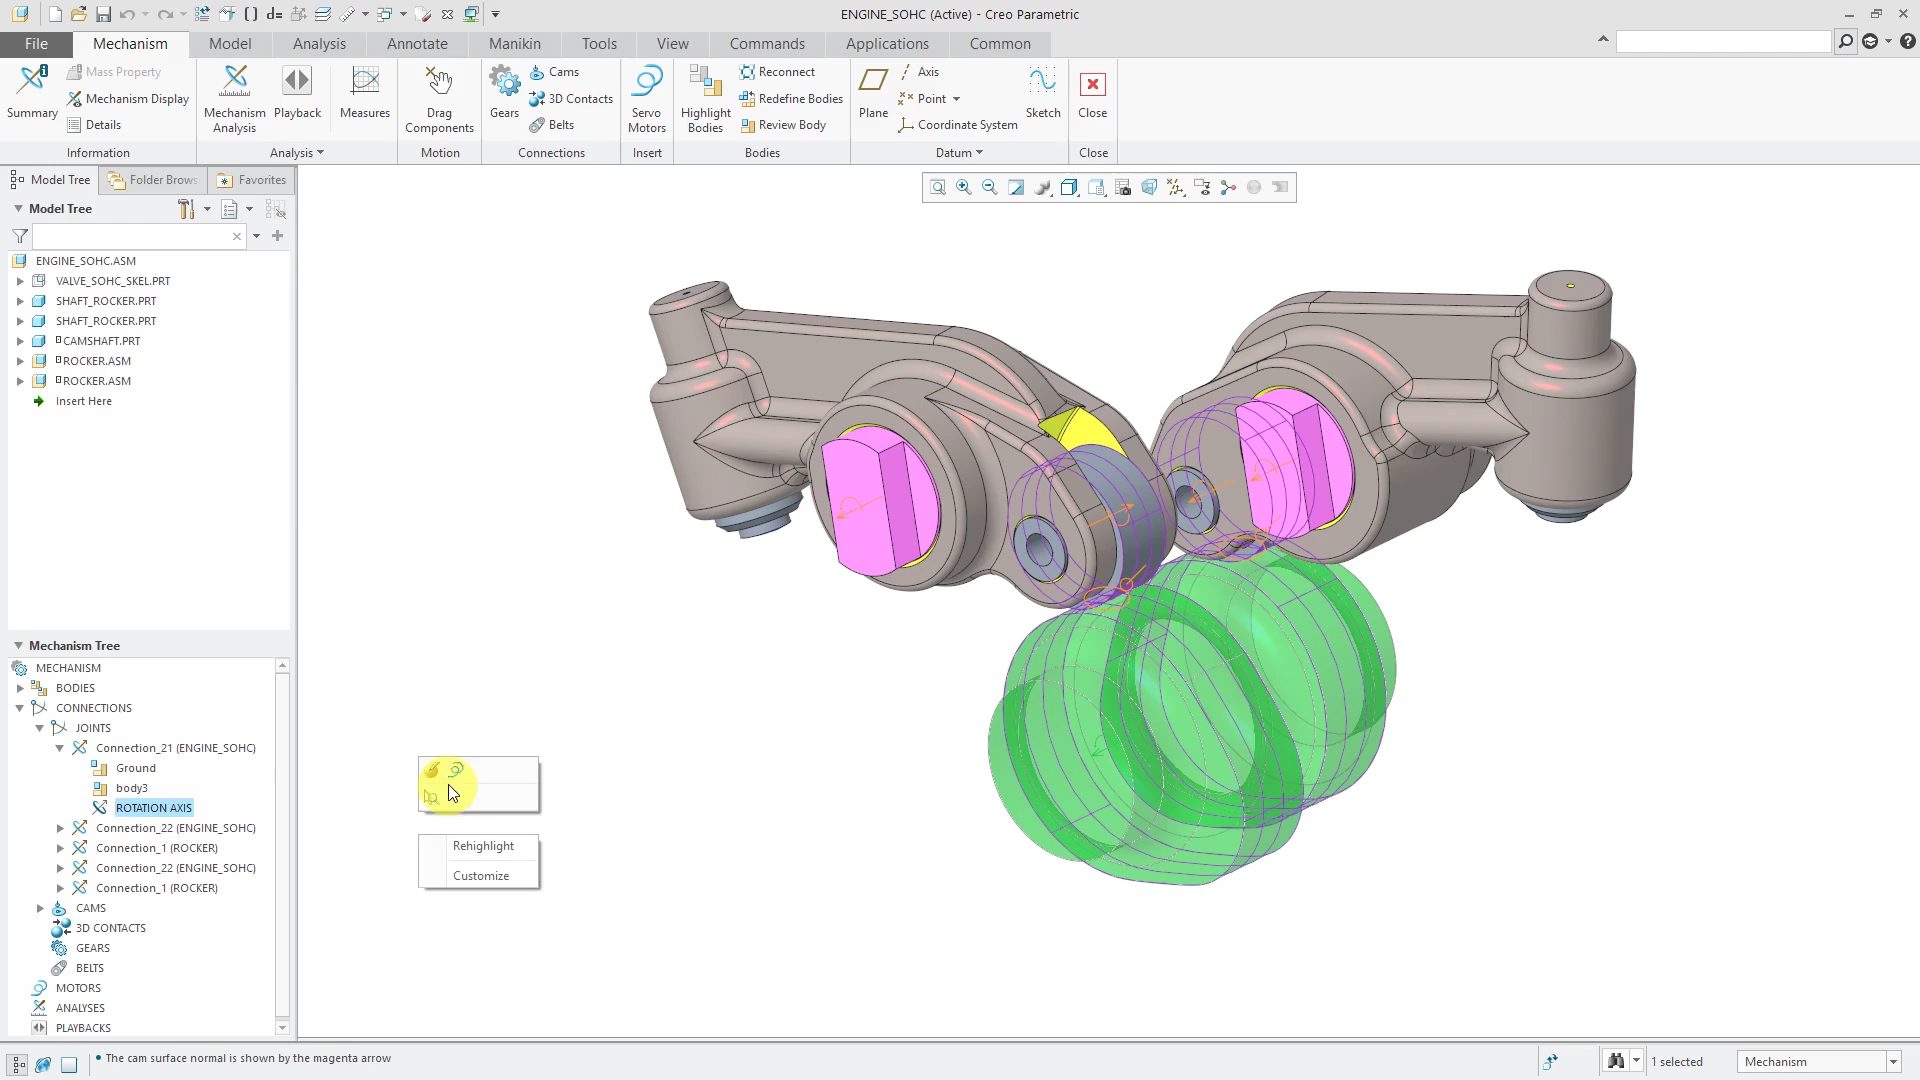 ENGINE_SOHC (Active) - Creo Parametric
File
Mechanism
Model
Analysis
Annotate
Manikin
Tools
View
Commands
Applications
Common
Summary
Mass Property
Mechanism Display
Details
Information
Mechanism
Analysis
Playback
Measures
Analysis
Drag
Components
Motion
Gears
Cams
3D Contacts
Belts
Connections
Servo
Motors
Insert
Highlight
Bodies
Reconnect
Redefine Bodies
Review Body
Bodies
Plane
Axis
Point
Coordinate System
Sketch
Datum
Close
Close
Model Tree
Folder Brows
Favorites
Model Tree
ENGINE_SOHC.ASM
VALVE_SOHC_SKEL.PRT
SHAFT_ROCKER.PRT
SHAFT_ROCKER.PRT
CAMSHAFT.PRT
ROCKER.ASM
ROCKER.ASM
Insert Here
Mechanism Tree
MECHANISM
BODIES
CONNECTIONS
JOINTS
Connection_21 (ENGINE_SOHC)
Ground
body3
ROTATION AXIS
Connection_22 (ENGINE_SOHC)
Connection_1 (ROCKER)
Connection_22 (ENGINE_SOHC)
Connection_1 (ROCKER)
CAMS
3D CONTACTS
GEARS
BELTS
MOTORS
ANALYSES
PLAYBACKS
Rehighlight
Customize
• The cam surface normal is shown by the magenta arrow
1 selected
Mechanism